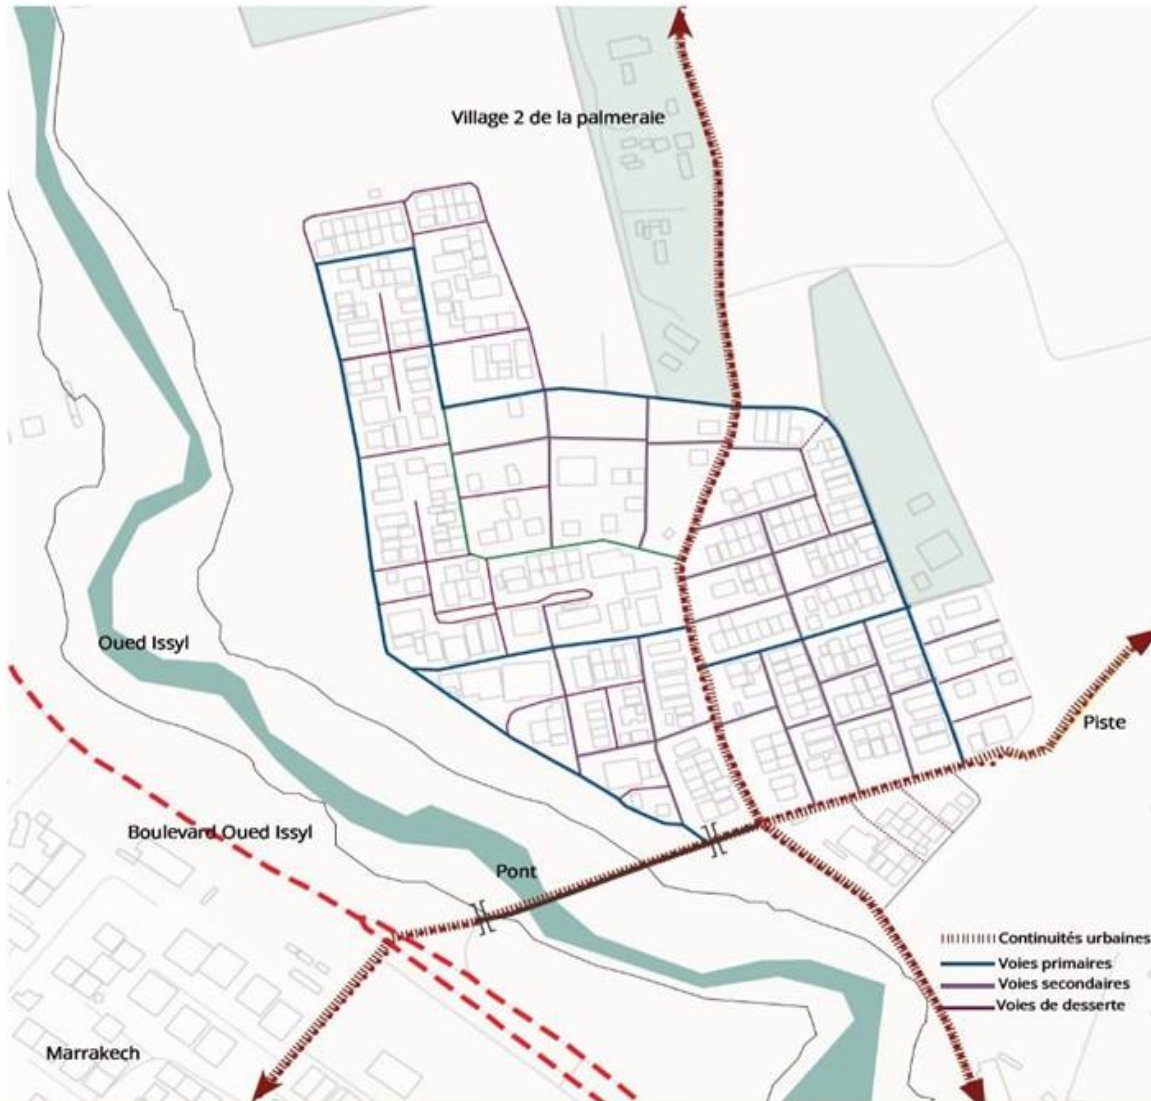 Village 2 de la palmeraie
Oued Issyl
Piste
Boulevard Oued Issyl
Pont
Continuités urbaines
Voies primaires
Voies secondaires
Voies de desserte
Marrakech